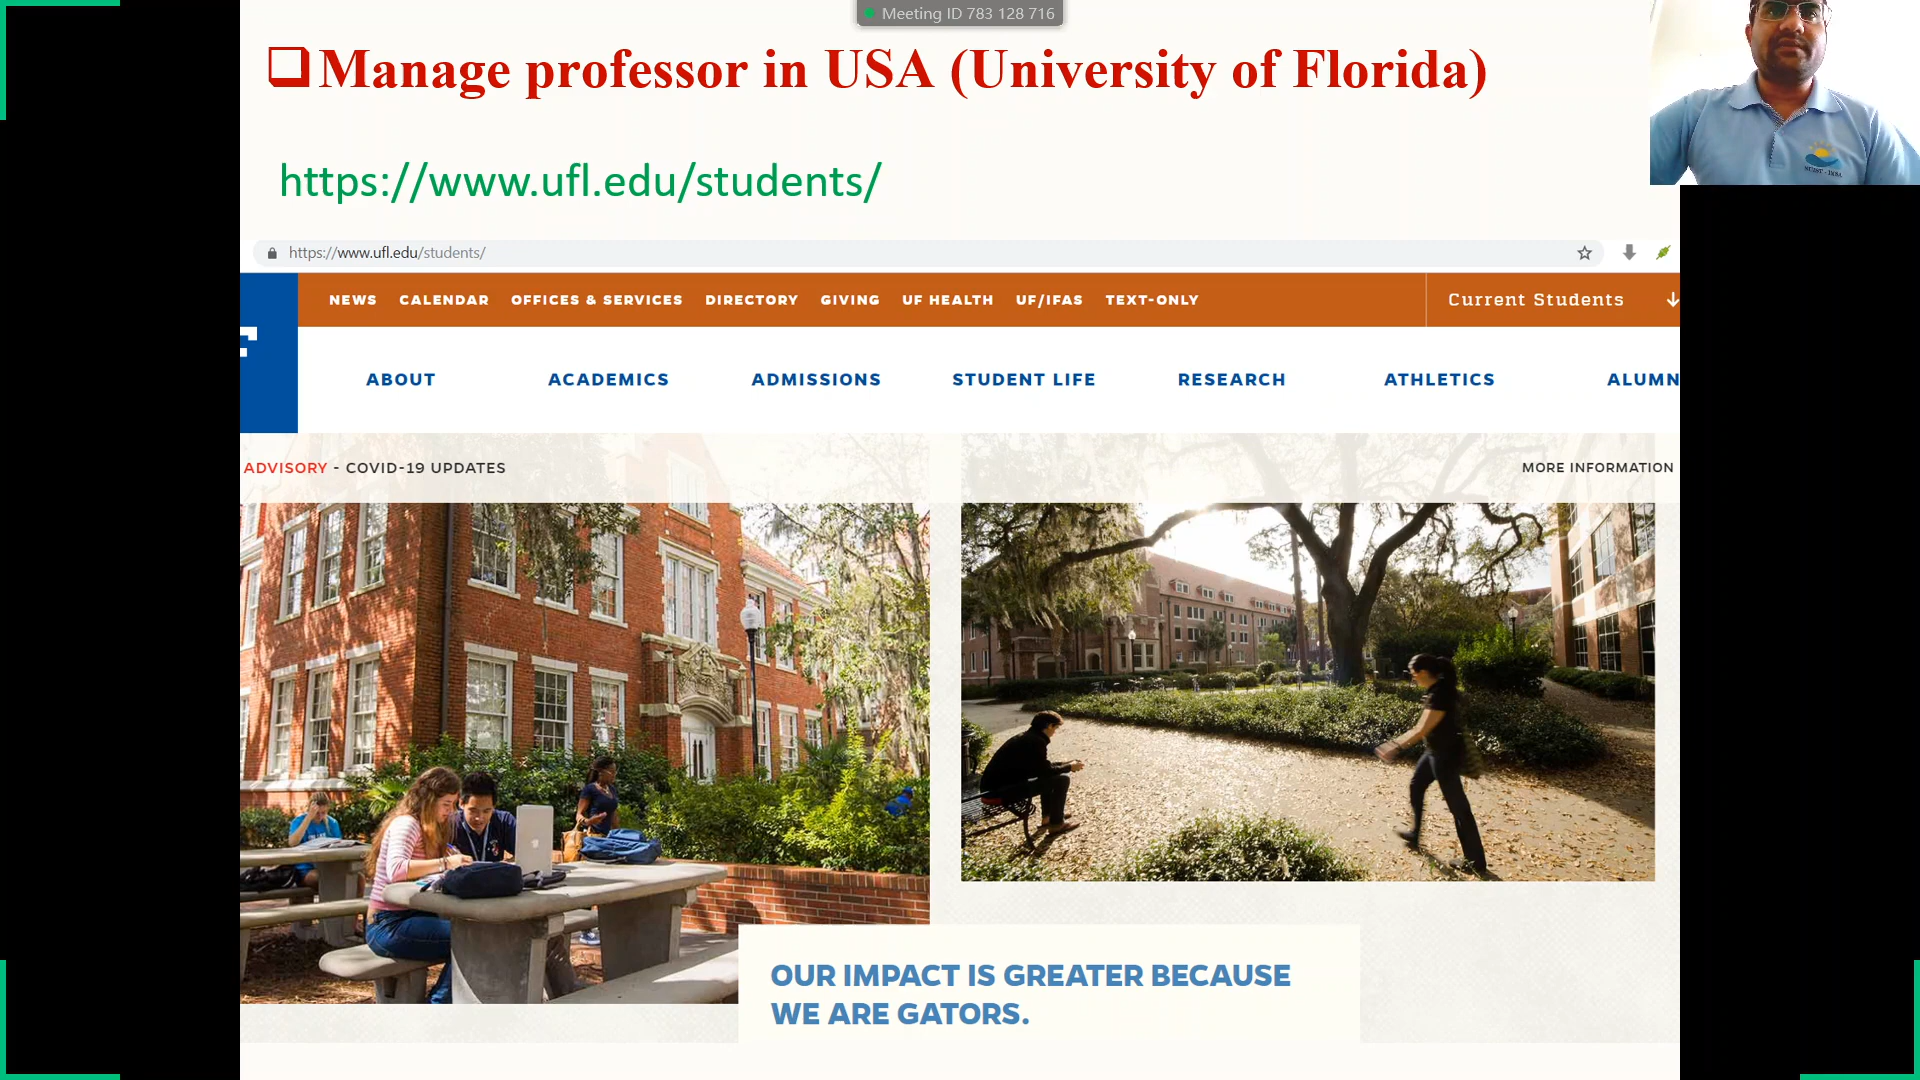 Meeting ID 783 128 716
Manage professor in USA (University of Florida)
https://www.ufl.edu/students/
https://www.ufl.edu/students/
NEWS CALENDAR OFFICES & SERVICES DIRECTORY GIVING UF HEALTH UF/IFAS TEXT-ONLY Current Students
ABOUT ACADEMICS ADMISSIONS STUDENT LIFE RESEARCH ATHLETICS ALUMN
ADVISORY - COVID-19 UPDATES MORE INFORMATION
OUR IMPACT IS GREATER BECAUSE
WE ARE GATORS.